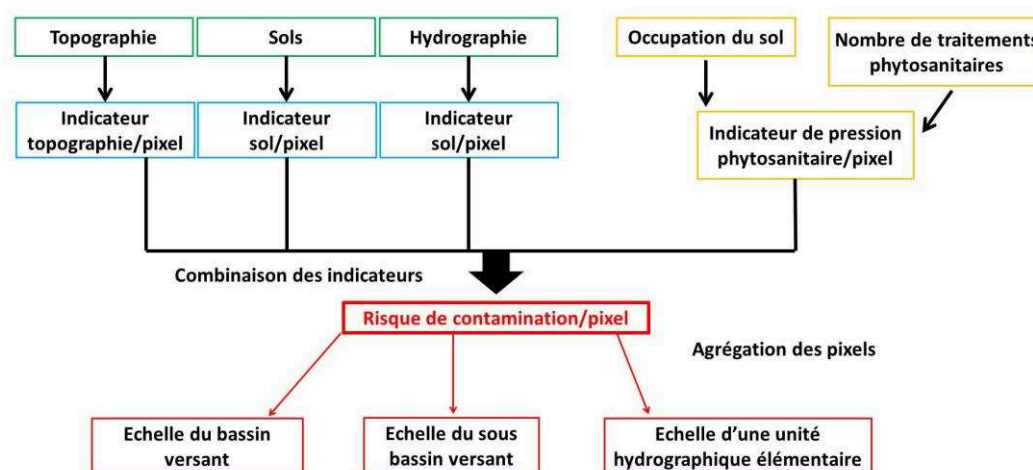 Topographie
Sols
Hydrographie
Occupation du sol
Nombre de traitements
phytosanitaires
Indicateur
topographie/pixel
Indicateur
sol/pixel
Indicateur
sol/pixel
Indicateur de pression
phytosanitaire/pixel
Combinaison des indicateurs
Risque de contamination/pixel
Agrégation des pixels
Echelle du bassin
versant
Echelle du sous
bassin versant
Echelle d’une unité
hydrographique élémentaire